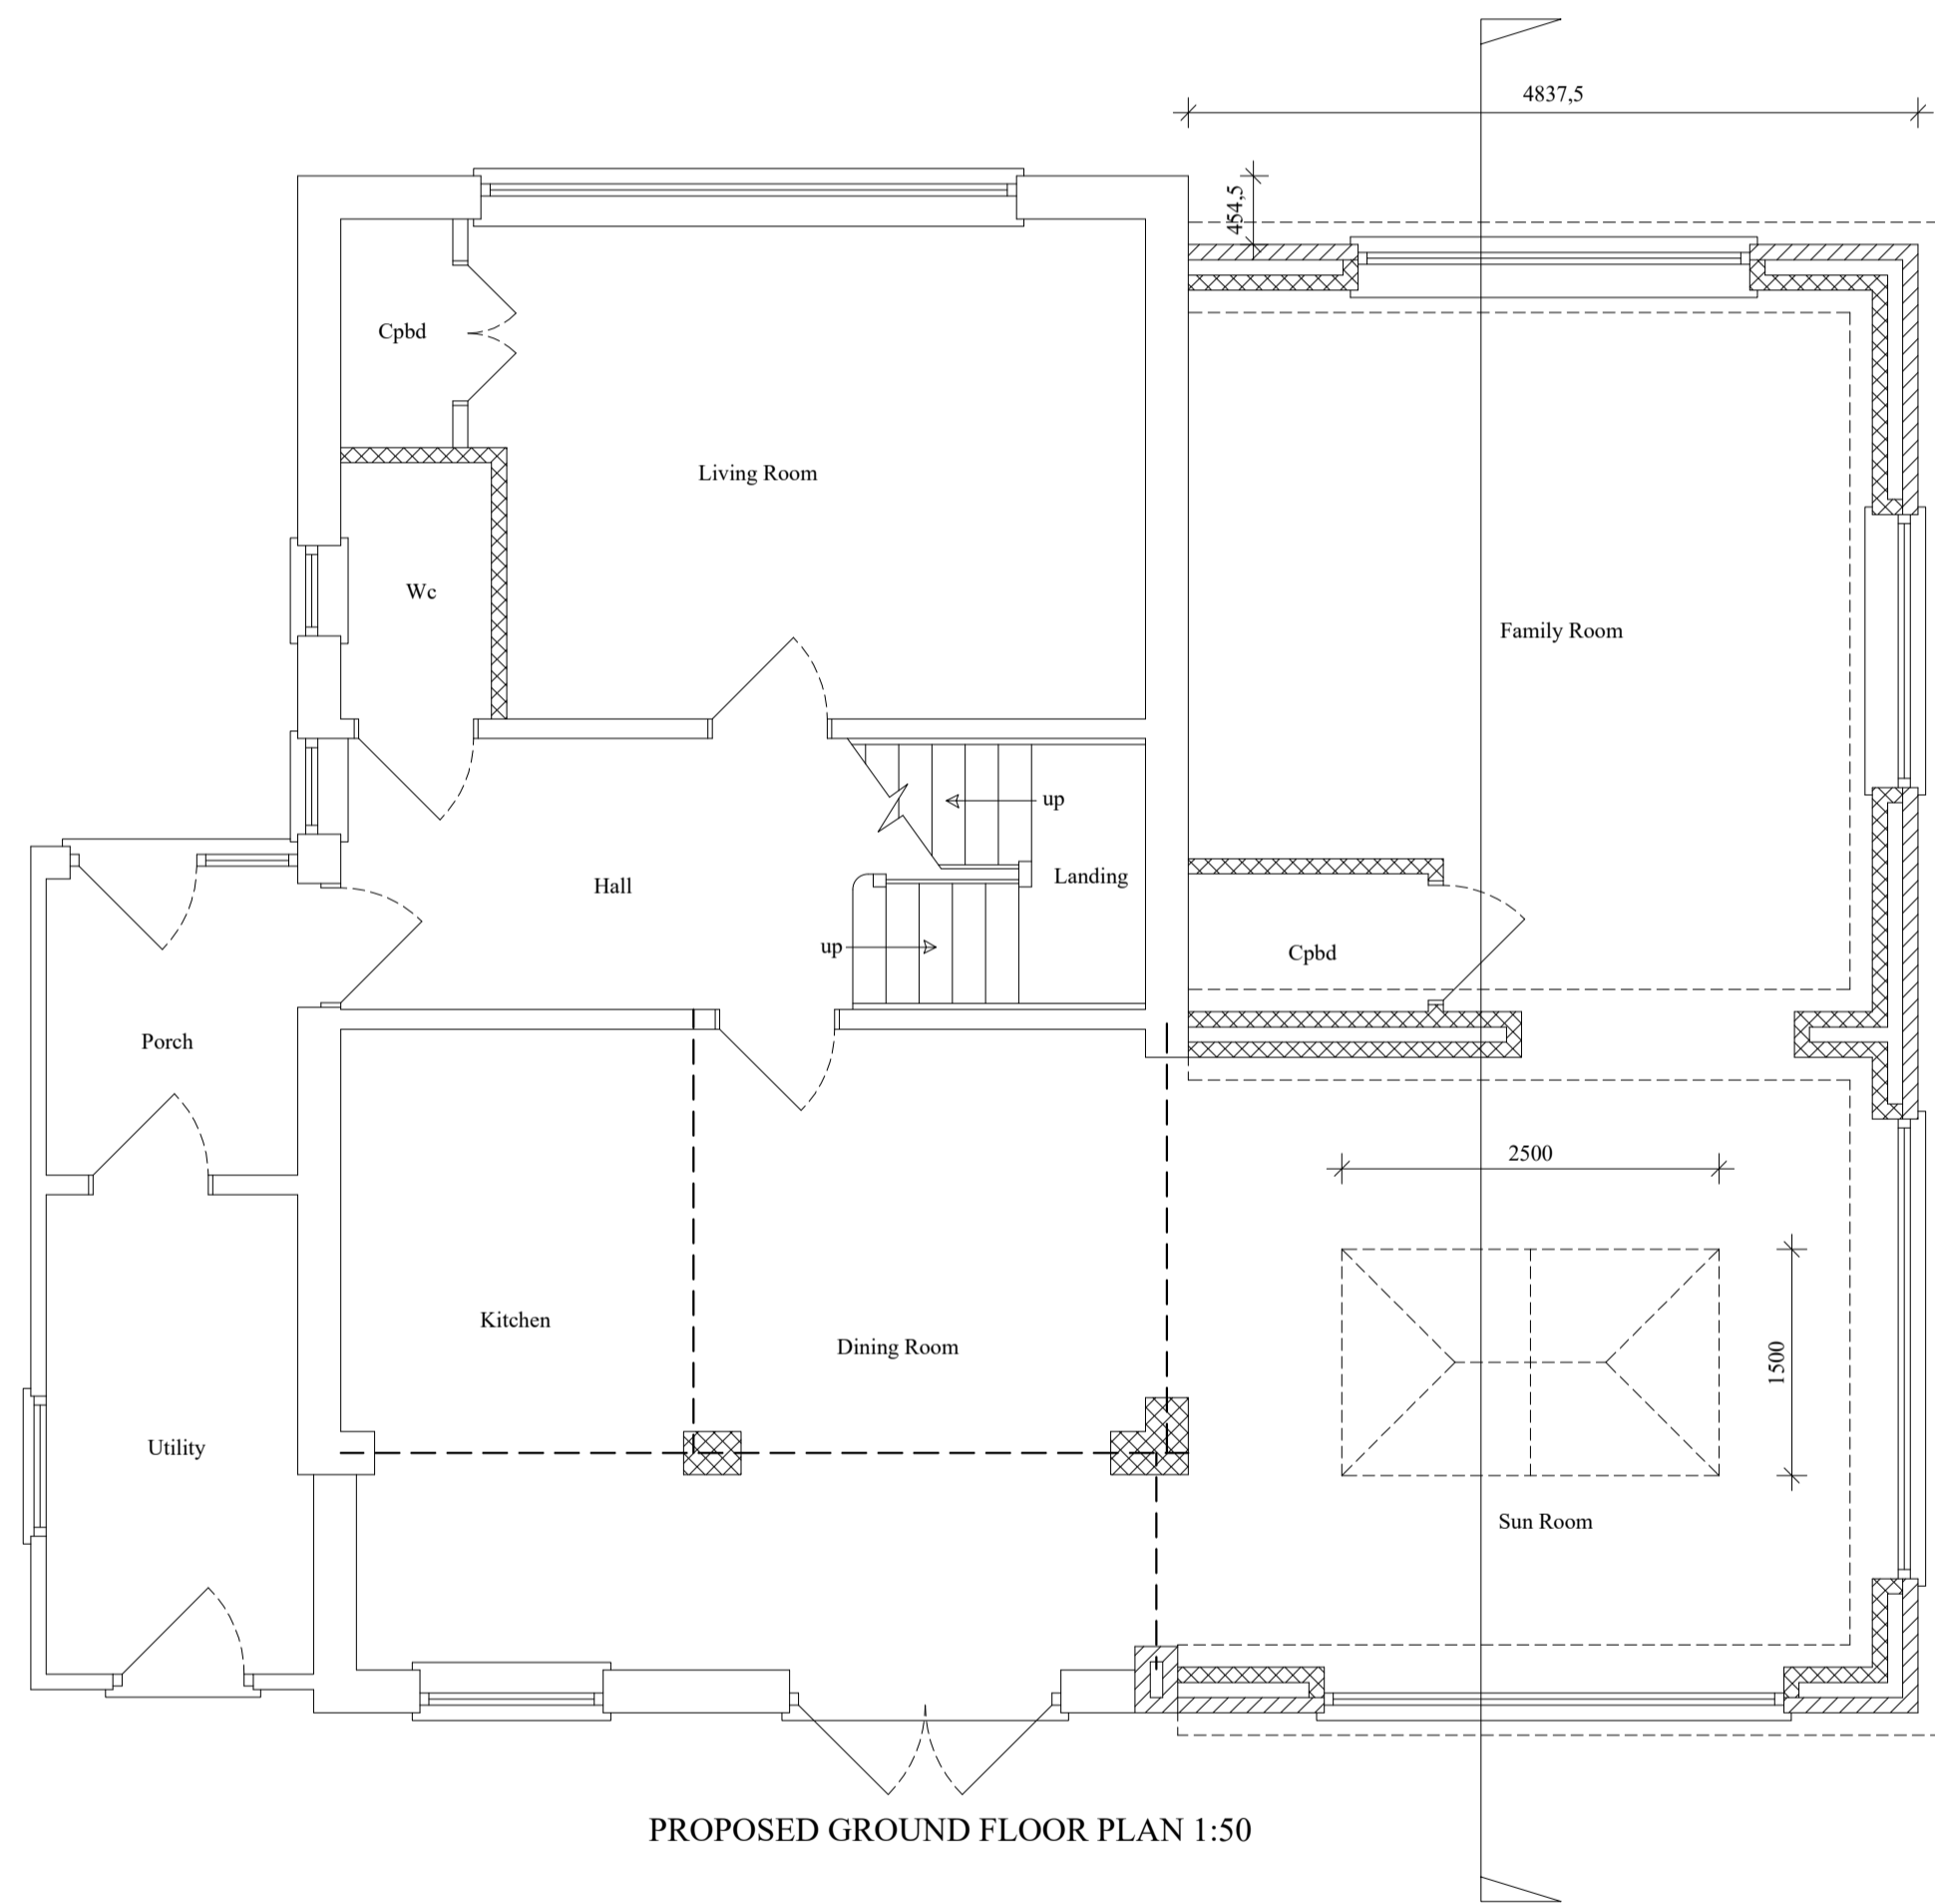 4837,5
454,5
Cpbd
Living Room
Wc
Family Room
up
Landing
Hall
up
Cpbd
Porch
2500
Kitchen
Dining Room
1500
Utility
Sun Room
PROPOSED GROUND FLOOR PLAN 1:50